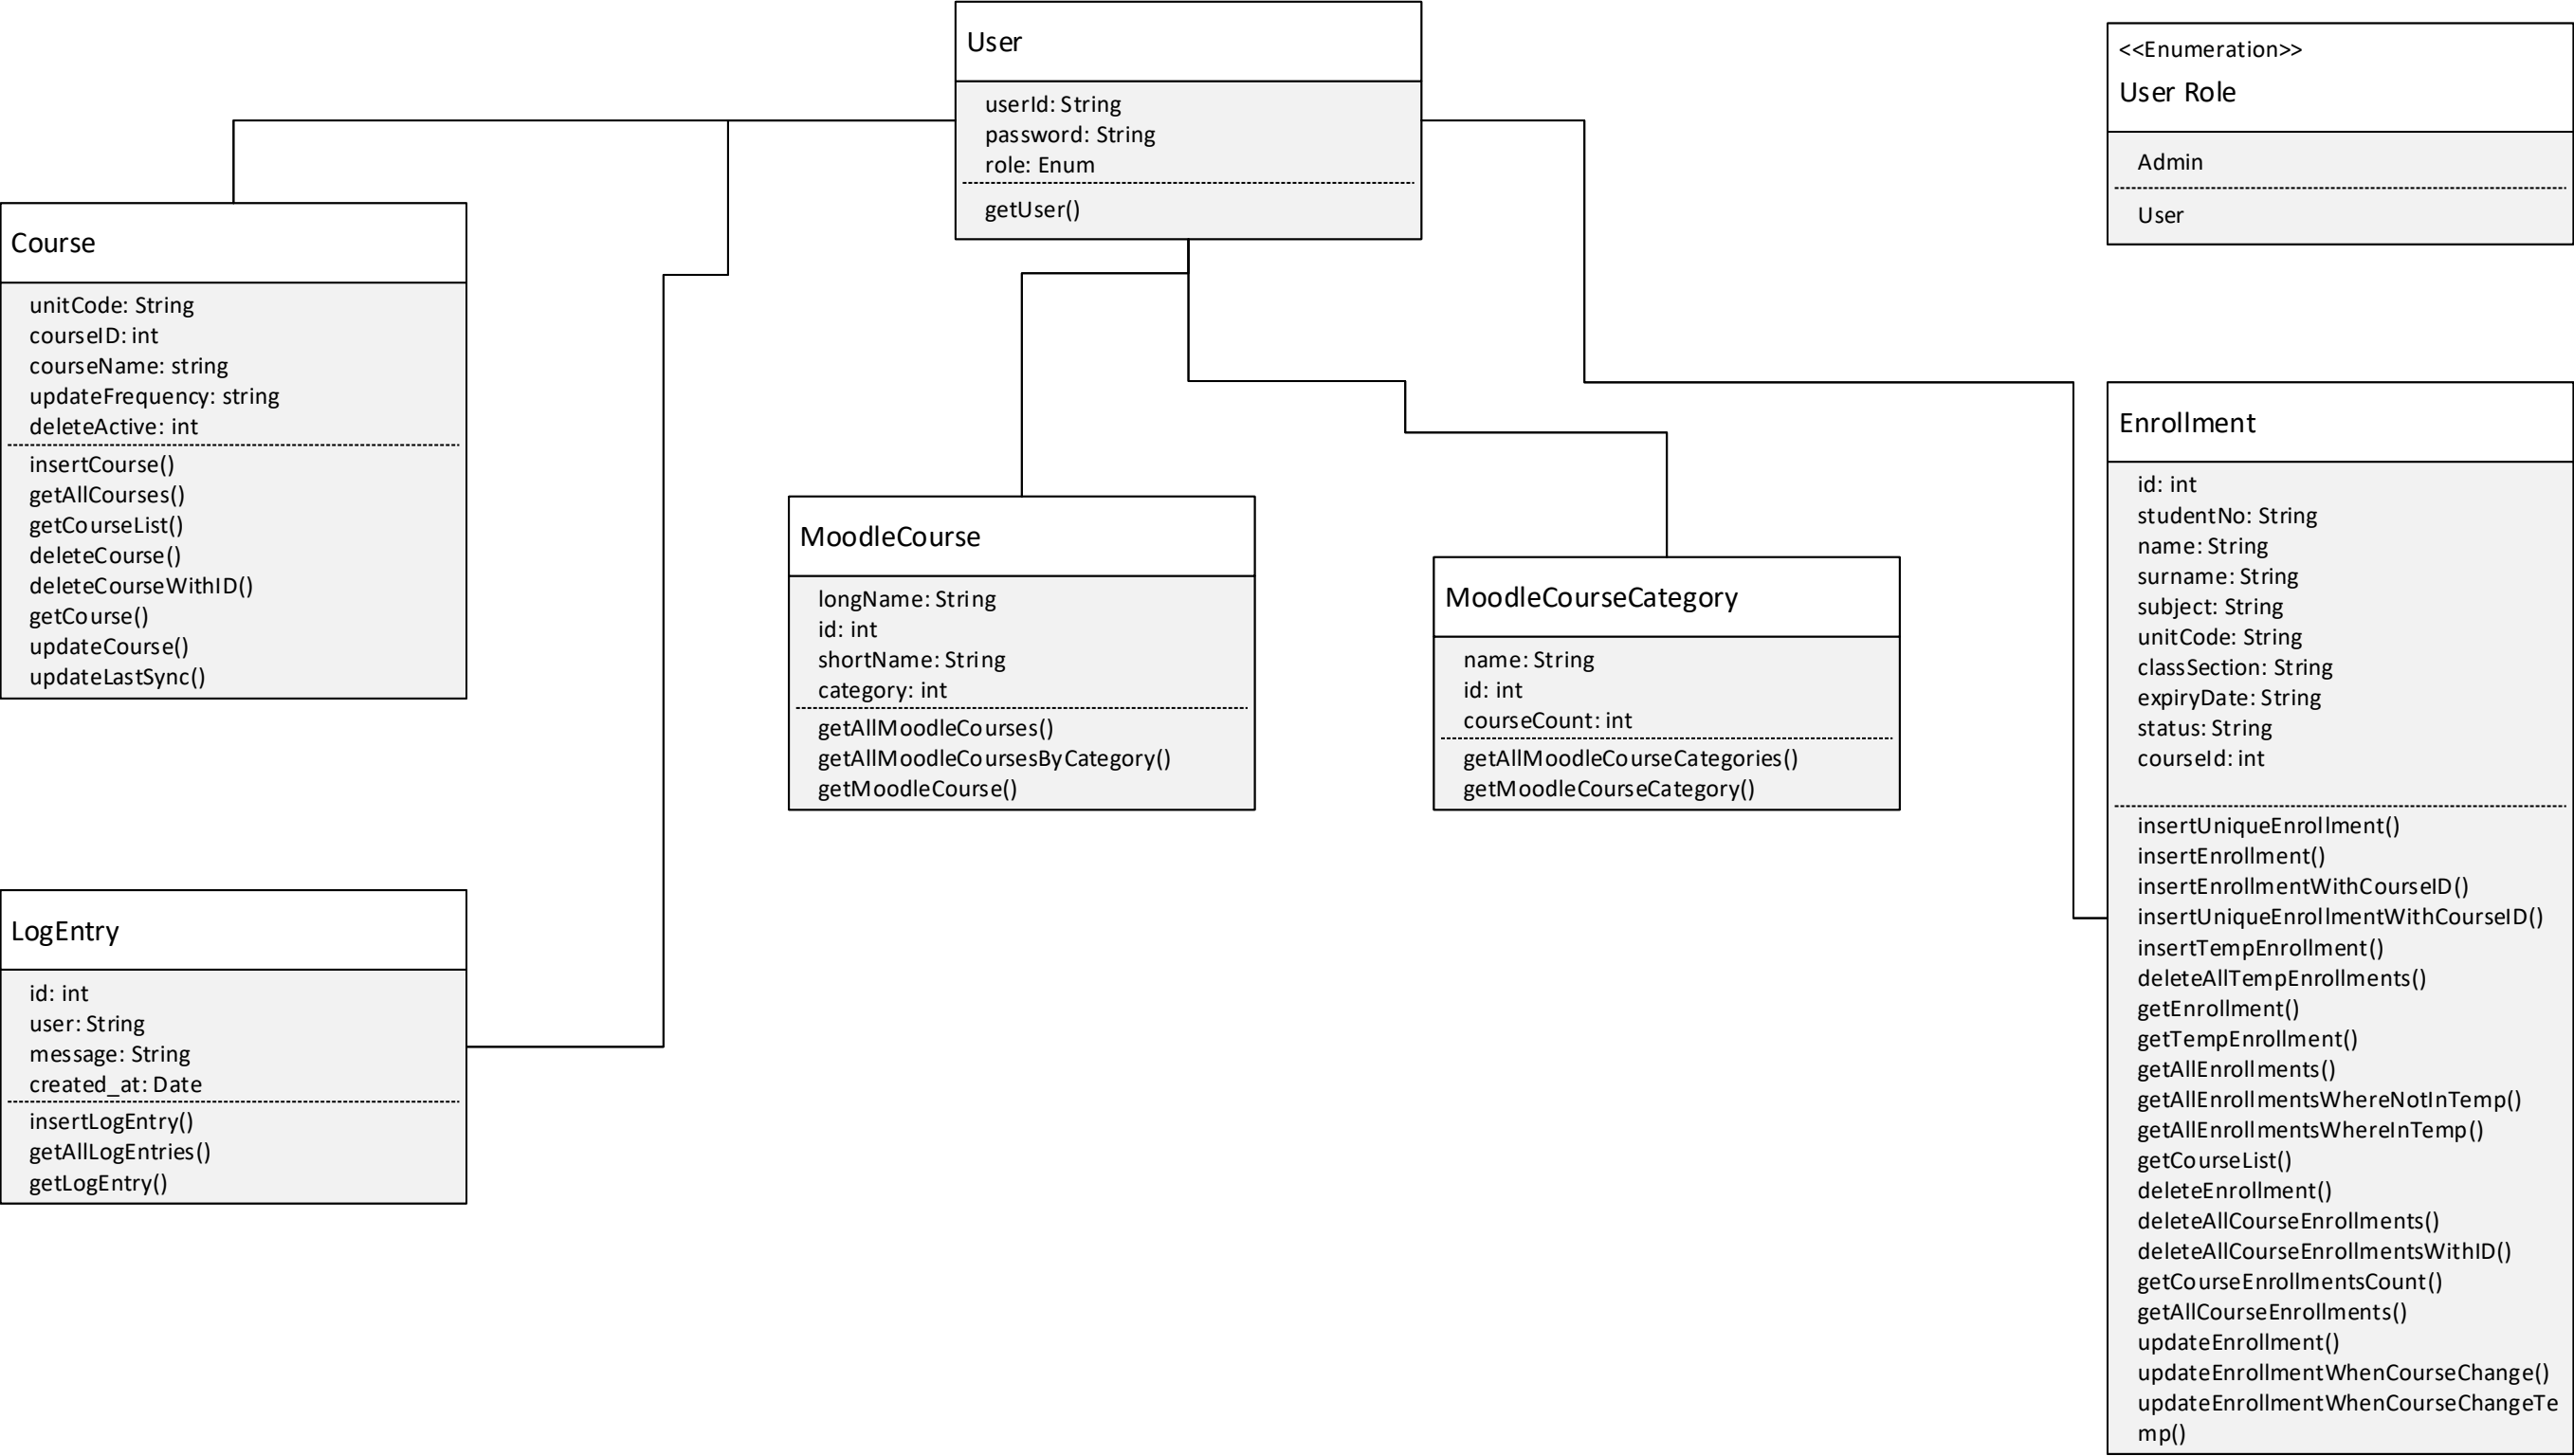 User
userId: String
password: String
role: Enum
getUser()
<<Enumeration>>
User Role
Admin
User
Course
unitCode: String
courseID: int
courseName: string
updateFrequency: string
deleteActive: int
insertCourse()
getAllCourses()
getCourseList()
deleteCourse()
deleteCourseWithID()
getCourse()
updateCourse()
updateLastSync()
MoodleCourse
longName: String
id: int
shortName: String
category: int
getAllMoodleCourses()
getAllMoodleCoursesByCategory()
getMoodleCourse()
MoodleCourseCategory
name: String
id: int
courseCount: int
getAllMoodleCourseCategories()
getMoodleCourseCategory()
Enrollment
id: int
studentNo: String
name: String
surname: String
subject: String
unitCode: String
classSection: String
expiryDate: String
status: String
courseId: int
insertUniqueEnrollment()
insertEnrollment()
insertEnrollmentWithCourseID()
insertUniqueEnrollmentWithCourseID()
insertTempEnrollment()
deleteAllTempEnrollments()
getEnrollment()
getTempEnrollment()
getAllEnrollments()
getAllEnrollmentsWhereNotInTemp()
getAllEnrollmentsWhereInTemp()
getCourseList()
deleteEnrollment()
deleteAllCourseEnrollments()
deleteAllCourseEnrollmentsWithID()
getCourseEnrollmentsCount()
getAllCourseEnrollments()
updateEnrollment()
updateEnrollmentWhenCourseChange()
updateEnrollmentWhenCourseChangeTe
mp()
LogEntry
id: int
user: String
message: String
created_at: Date
insertLogEntry()
getAllLogEntries()
getLogEntry()